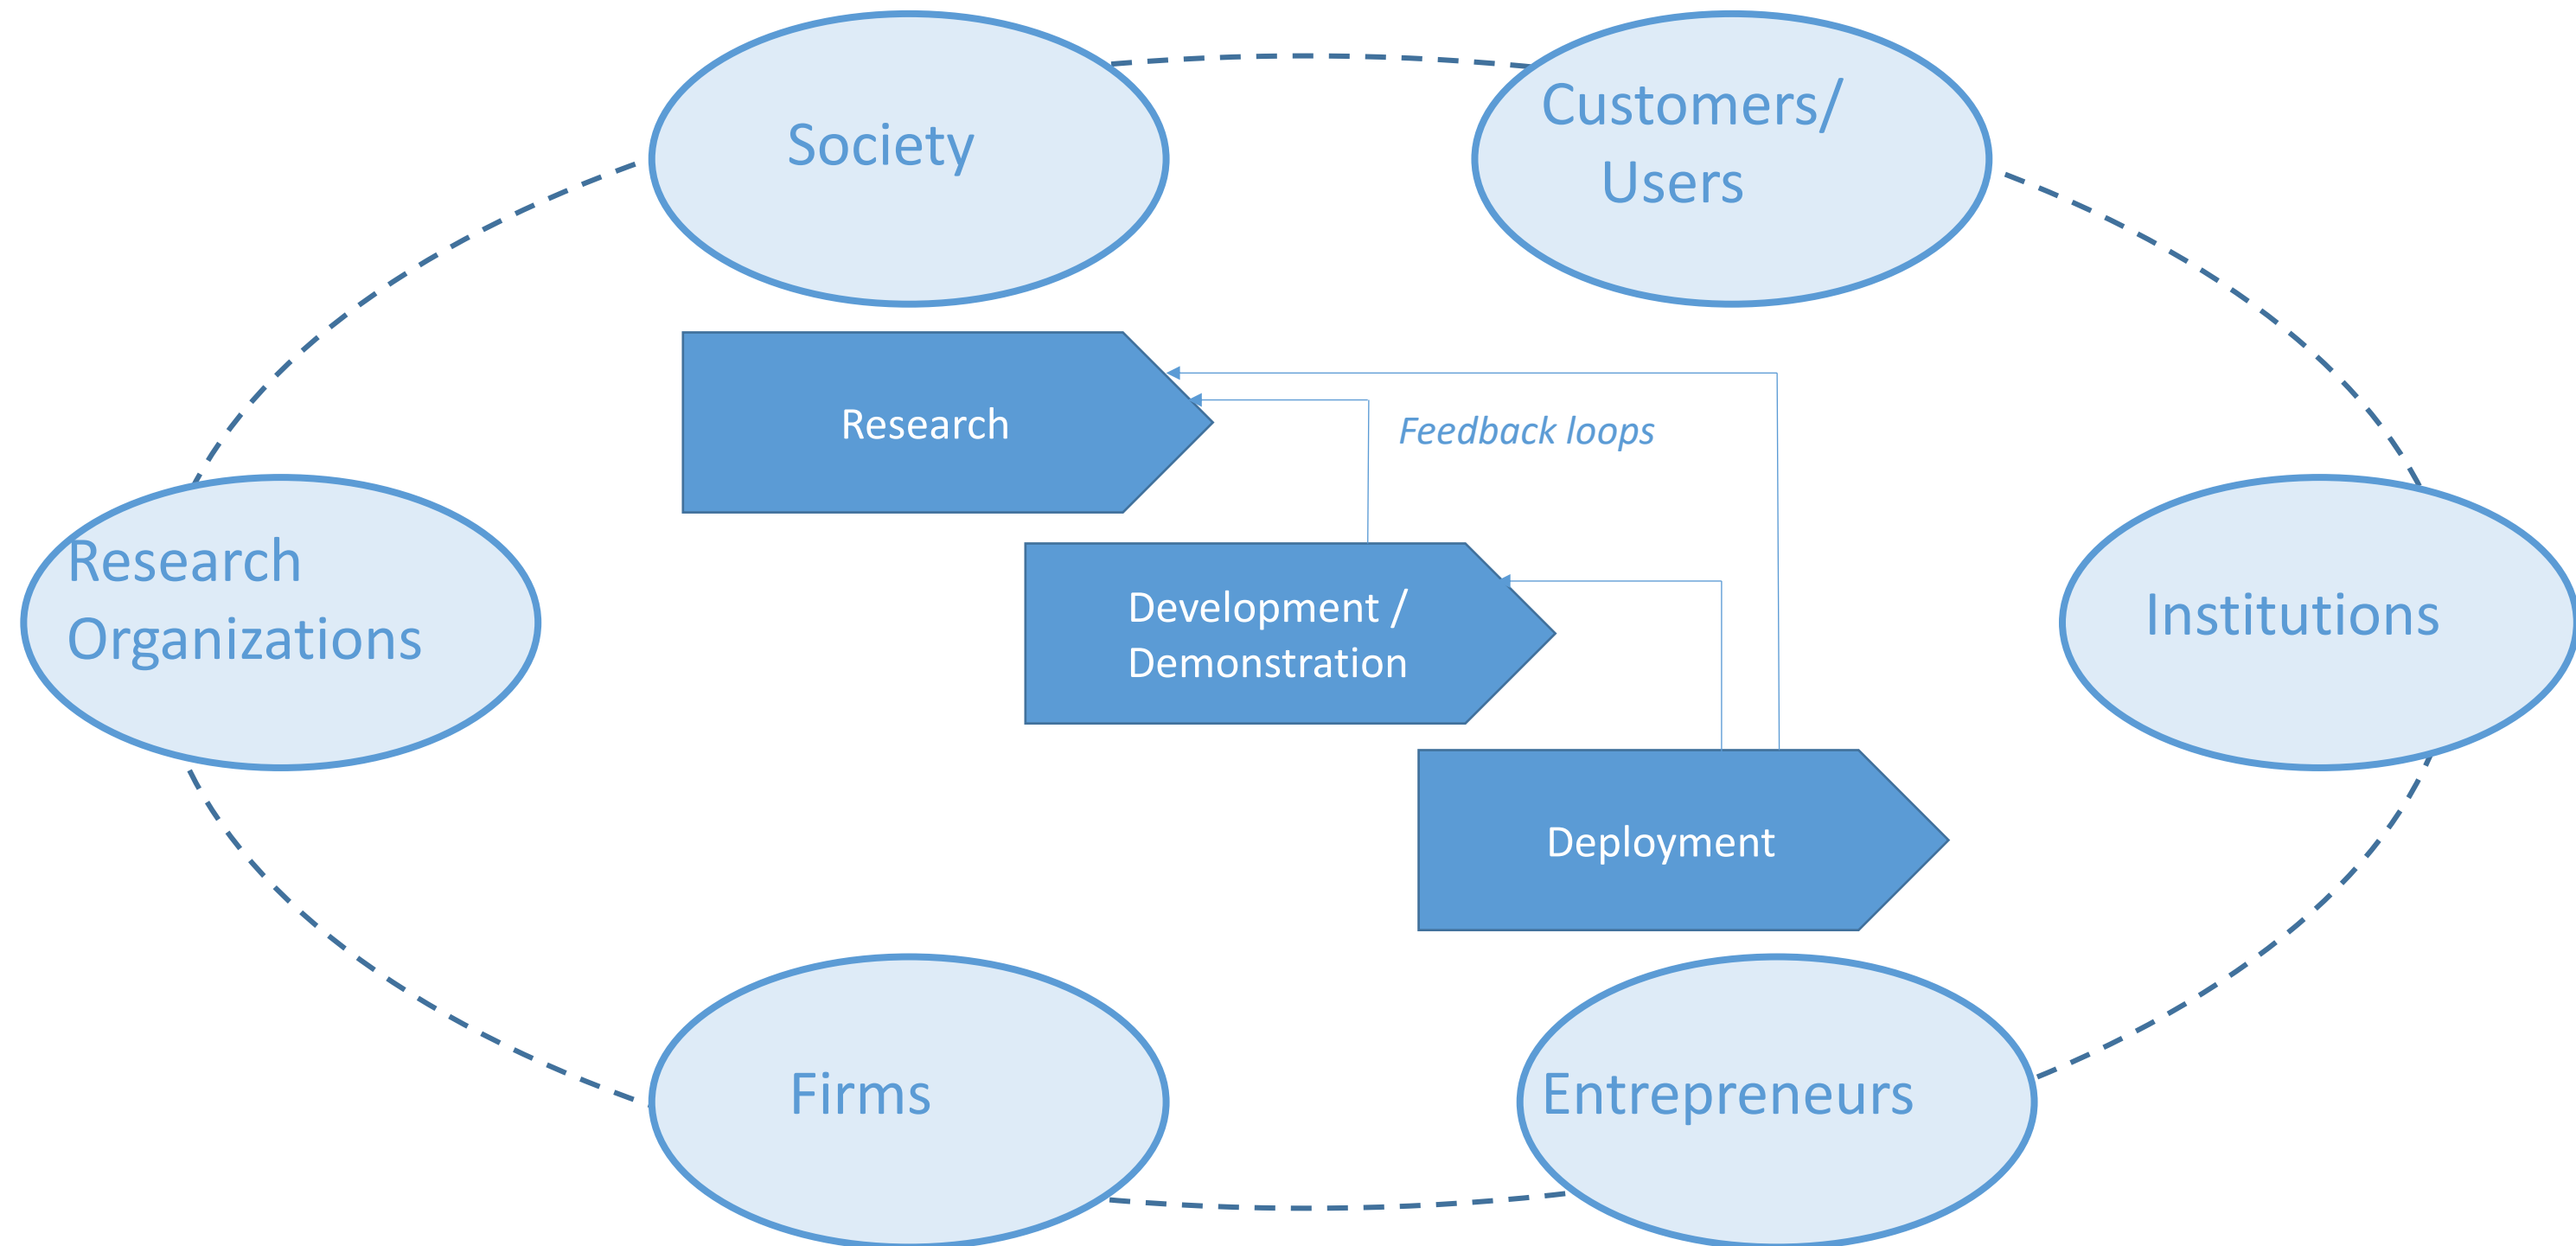 Society
Customers/
Users
Research
Feedback loops
Research
Organizations
Development /
Demonstration
Institutions
Deployment
Firms
Entrepreneurs